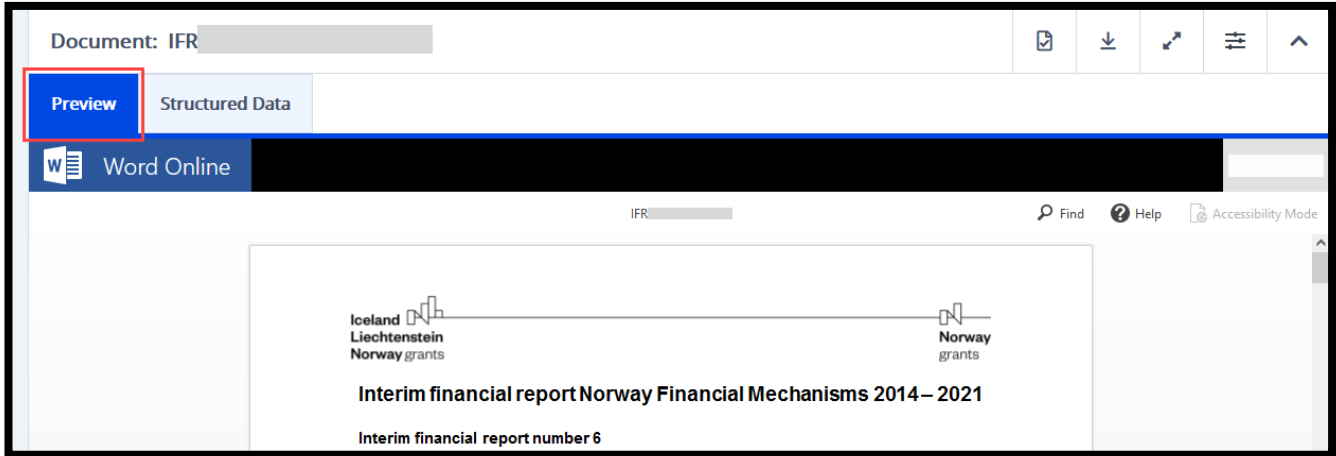 Document: IFR
Preview Structured Data
W Word Online
IFR Find Help Accessibility Mode
Iceland
Liechtenstein
Norway grants
Norway
grants
Interim financial report Norway Financial Mechanisms 2014 – 2021
Interim financial report number 6